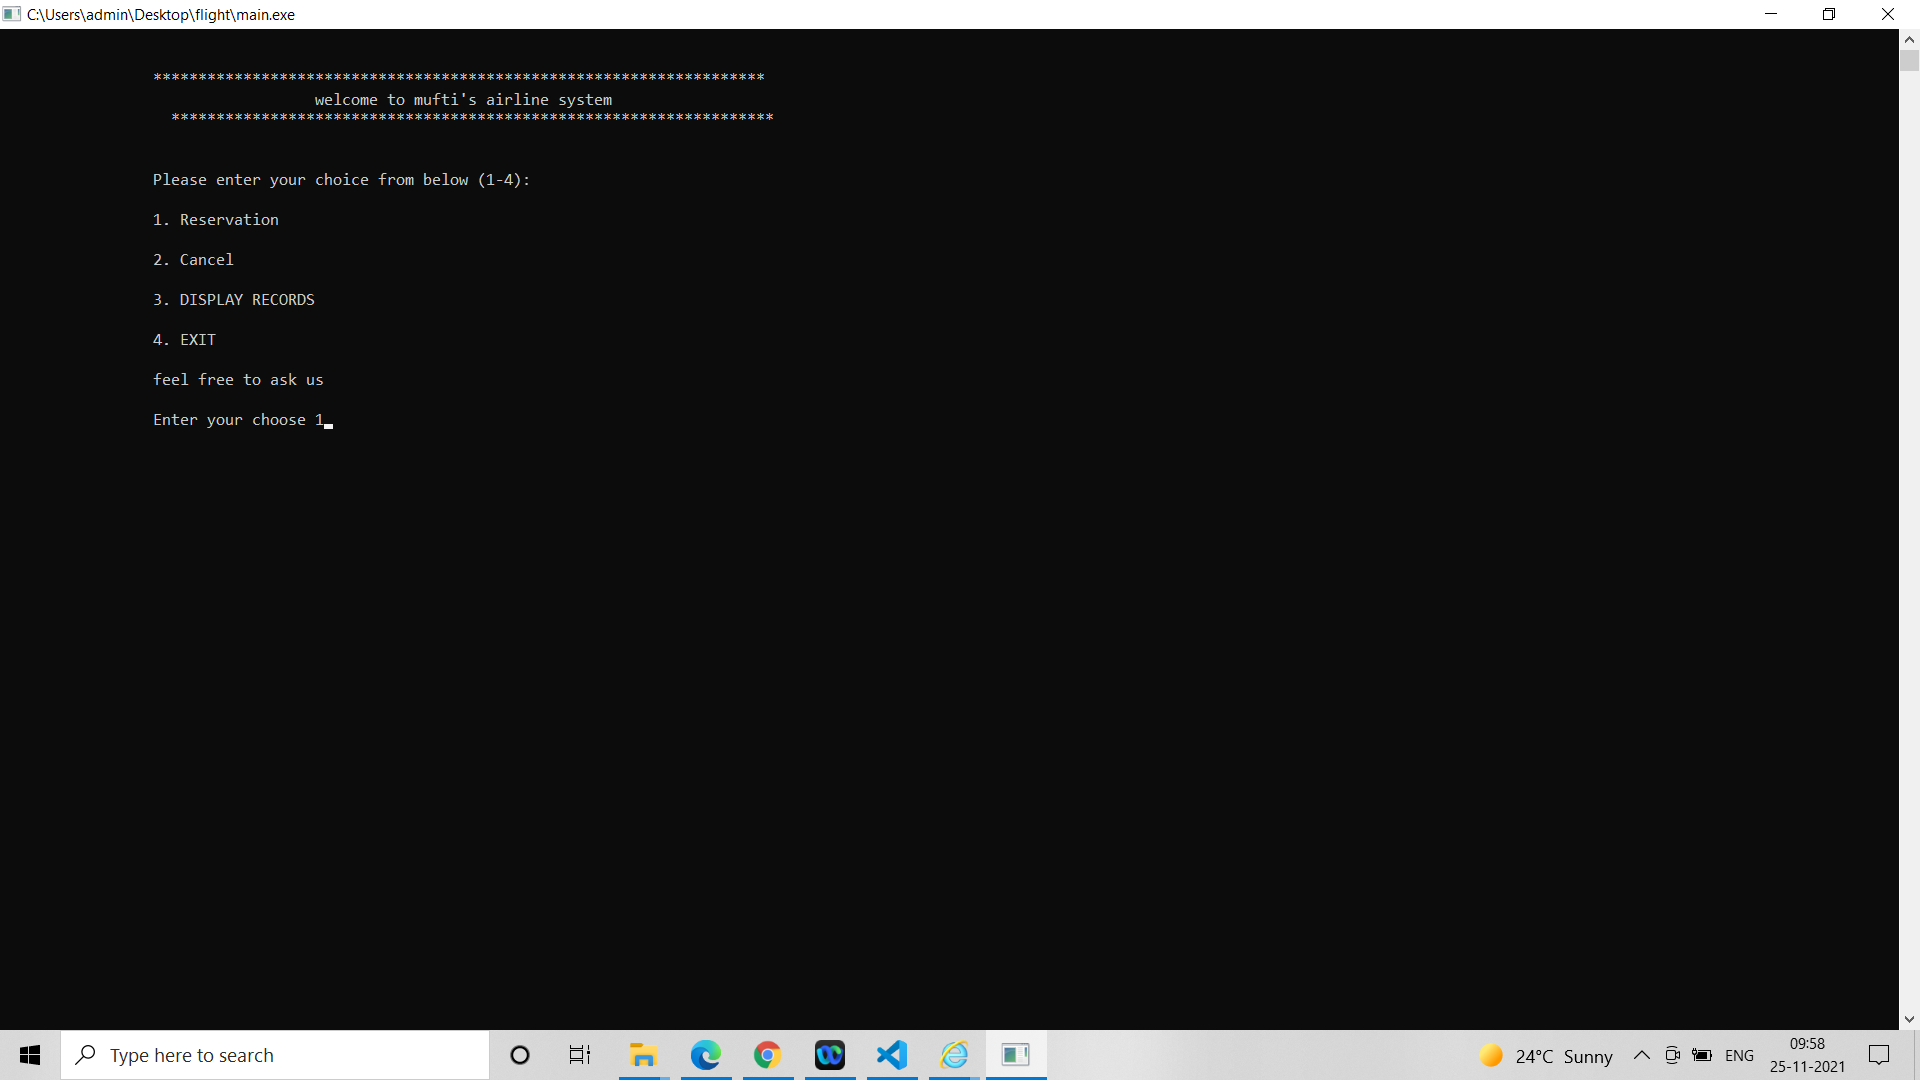 C:\Users\admin\Desktop\flight\main.exe
********************************************************************
welcome to mufti's airline system
*******************************************************************
Please enter your choice from below (1-4):
1. Reservation
2. Cancel
3. DISPLAY RECORDS
4. EXIT
feel free to ask us
Enter your choose 1
Type here to search
24°C Sunny
ENG
09:58
25-11-2021